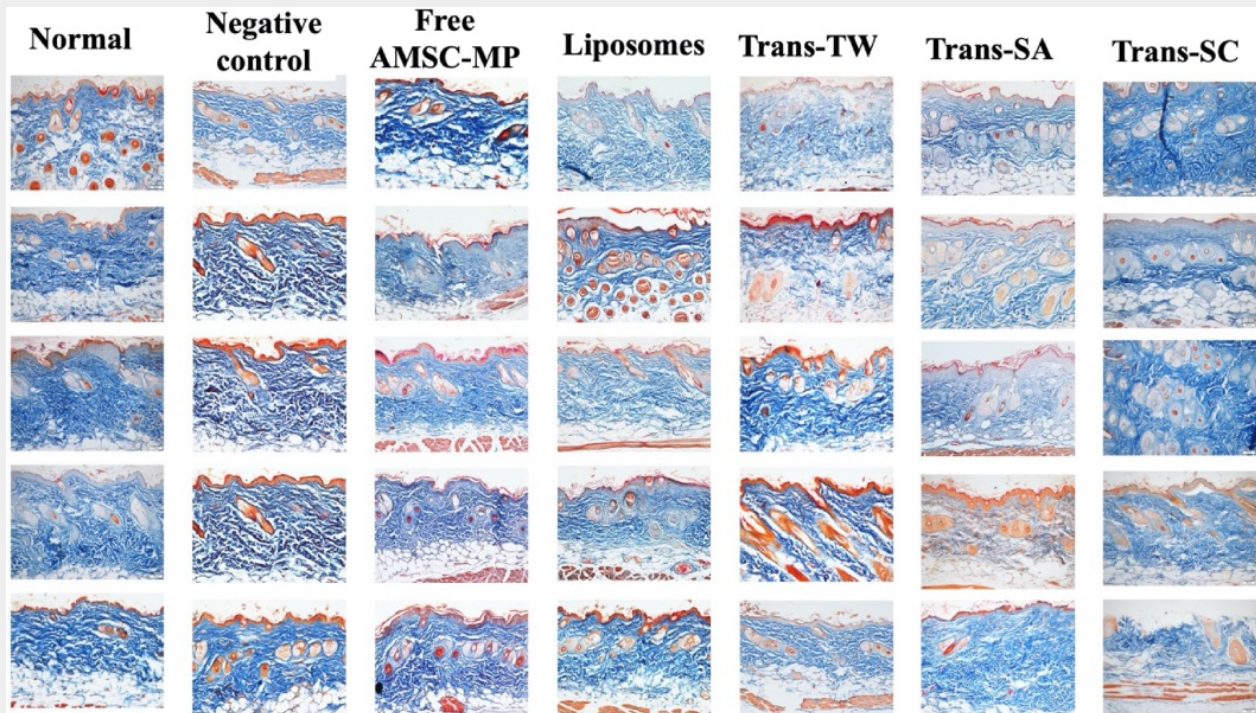 Normal
Negative
control
Free
AMSC-MP
Liposomes
Trans-TW
Trans-SA
Trans-SC